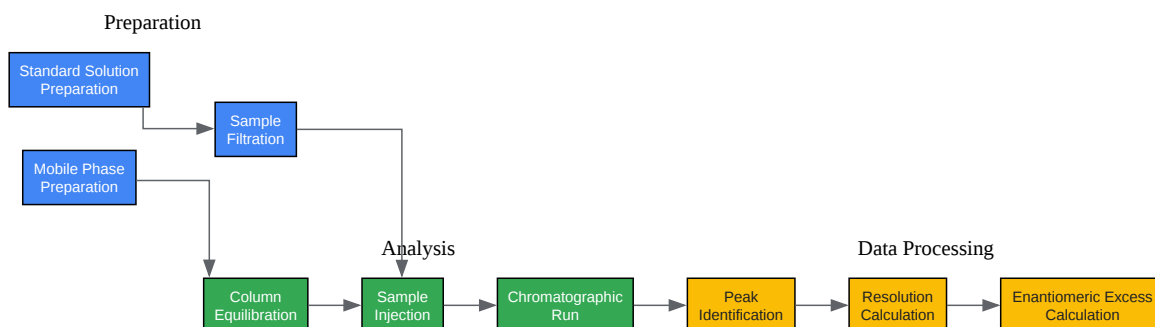 Preparation
Standard Solution
Preparation
Sample
Filtration
Mobile Phase
Preparation
Analysis
Data Processing
Column
Equilibration
Sample
Injection
Chromatographic
Run
Peak
Identification
Resolution
Calculation
Enantiomeric Excess
Calculation